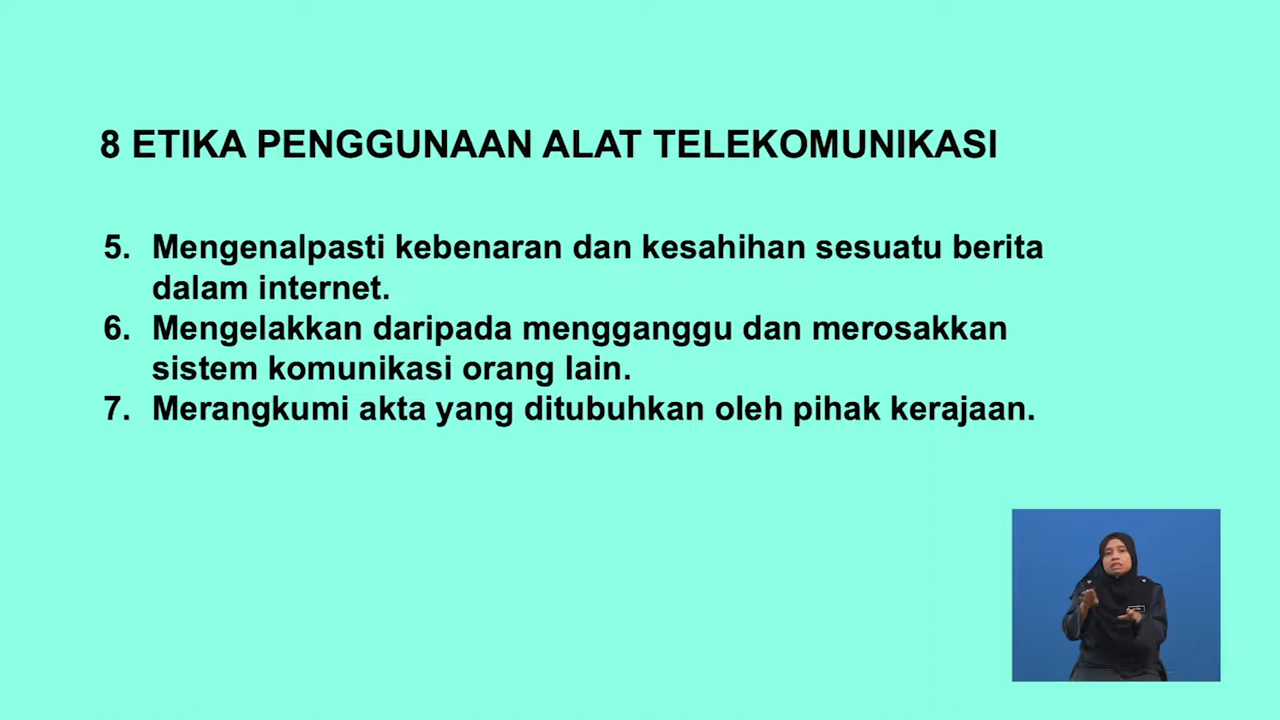 8 ETIKA PENGGUNAAN ALAT TELEKOMUNIKASI
5. Mengenalpasti kebenaran dan kesahihan sesuatu berita
dalam internet.
6. Mengelakkan daripada mengganggu dan merosakkan
sistem komunikasi orang lain.
7. Merangkumi akta yang ditubuhkan oleh pihak kerajaan.